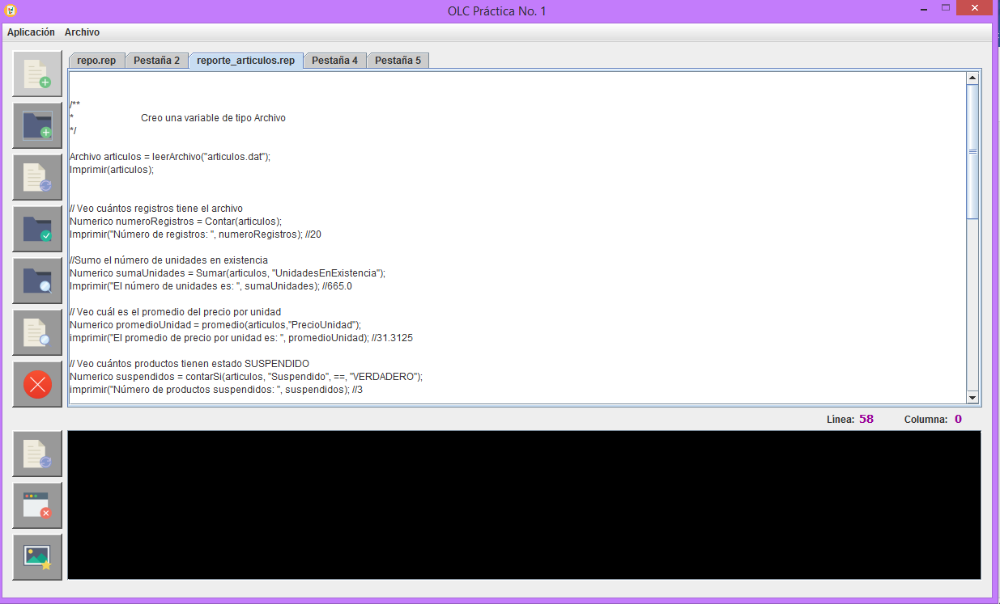 OLC Práctica No. 1
Aplicación Archivo
repo.rep Pestaña 2 reporte_articulos.rep Pestaña 4 Pestaña 5
/**
* Creo una variable de tipo Archivo
*/
Archivo articulos = leerArchivo("articulos.dat");
Imprimir(articulos);
// Veo cuántos registros tiene el archivo
Numerico numeroRegistros = Contar(articulos);
Imprimir("Número de registros: ", numeroRegistros); //20
//Sumo el número de unidades en existencia
Numerico sumaUnidades = Sumar(articulos, "UnidadesEnExistencia");
Imprimir("El número de unidades es: ", sumaUnidades); //665.0
// Veo cuál es el promedio del precio por unidad
Numerico promedioUnidad = promedio(articulos,"PrecioUnidad");
imprimir("El promedio de precio por unidad es: ", promedioUnidad); //31.3125
// Veo cuántos productos tienen estado SUSPENDIDO
Numerico suspendidos = contarSi(articulos, "Suspendido", ==, "VERDADERO");
imprimir("Número de productos suspendidos: ", suspendidos); //3
Línea: 58 Columna: 0